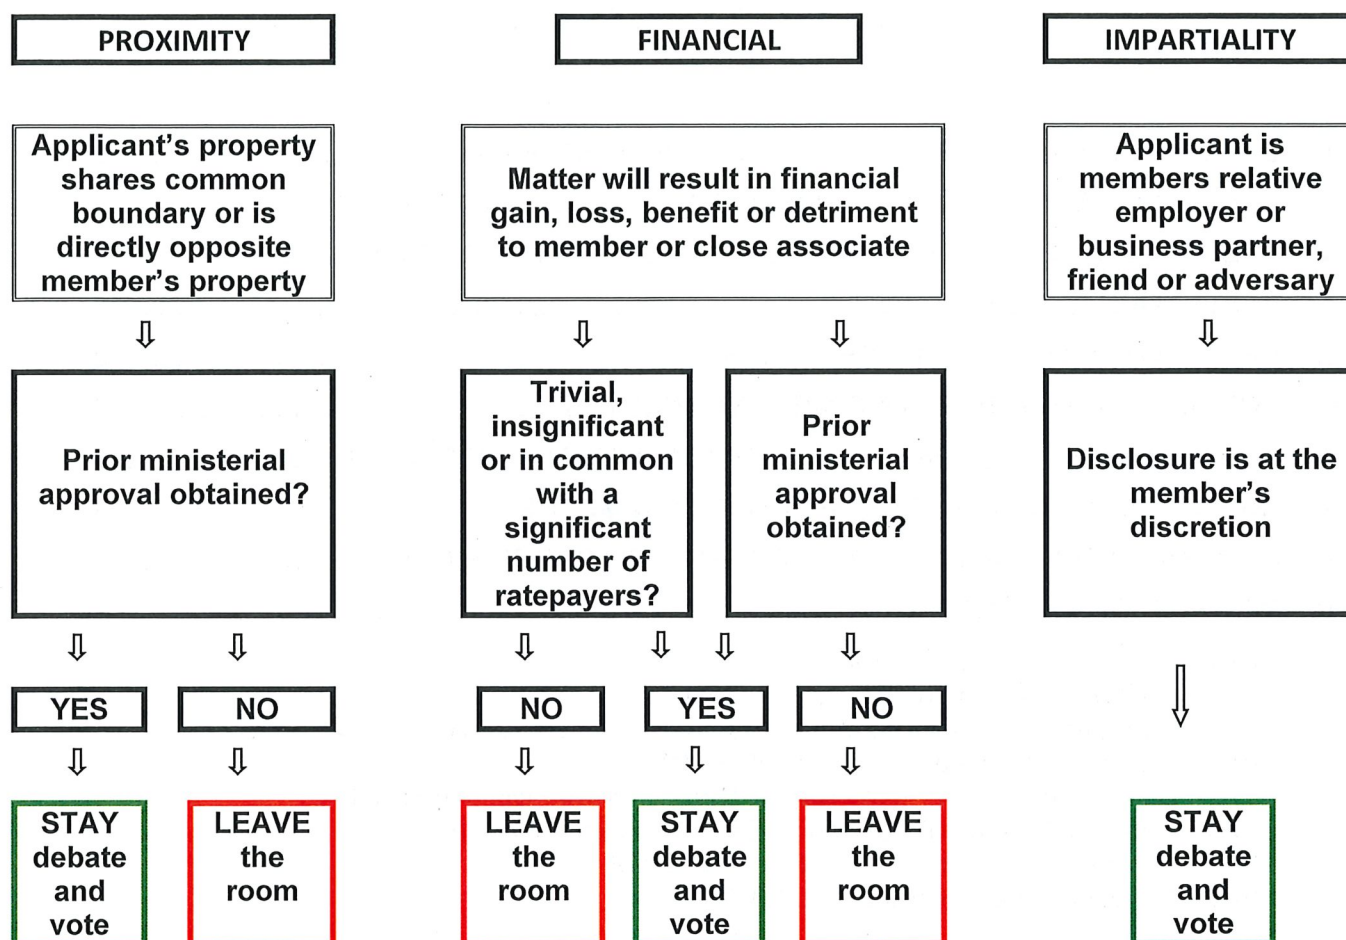 PROXIMITY
Applicant’s property
shares common
boundary or is
directly opposite
member’s property
Prior ministerial
approval obtained?
YES
NO
STAY
debate
and
vote
LEAVE
the
room
FINANCIAL
Matter will result in financial
gain, loss, benefit or detriment
to member or close associate
Trivial,
insignificant
or in common
with a
significant
number of
ratepayers?
Prior
ministerial
approval
obtained?
NO
YES
NO
LEAVE
the
room
STAY
debate
and
vote
LEAVE
the
room
IMPARTIALITY
Applicant is
members relative
employer or
business partner,
friend or adversary
Disclosure is at the
member’s
discretion
STAY
debate
and
vote